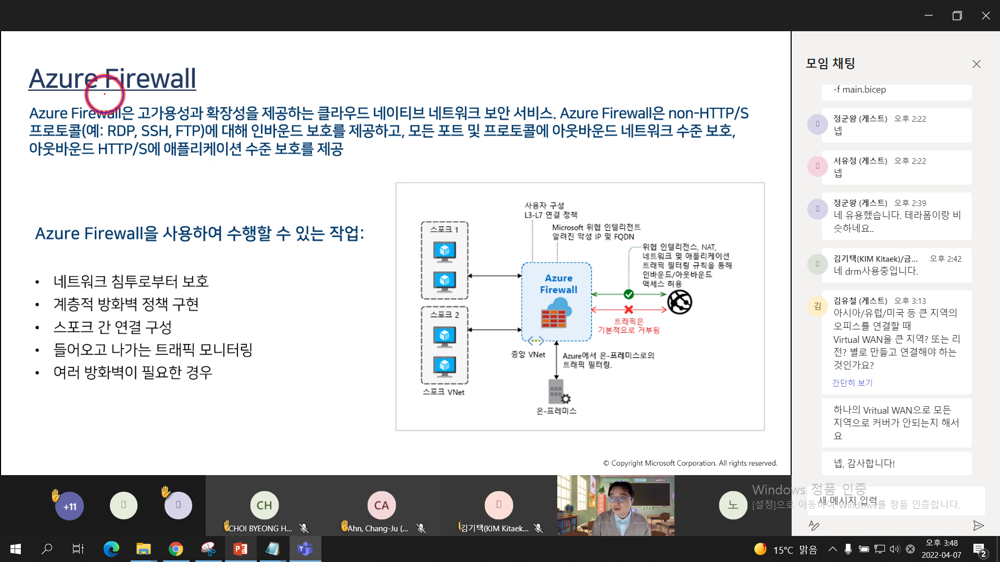 Azure Firewall
Azure Firewall은 고가용성과 확장성을 제공하는 클라우드 네이티브 네트워크 보안 서비스. Azure Firewall은 non-HTTP/S
프로토콜(예: RDP, SSH, FTP)에 대해 인바운드 보호를 제공하고, 모든 포트 및 프로토콜에 아웃바운드 네트워크 수준 보호,
아웃바운드 HTTP/S에 애플리케이션 수준 보호를 제공
Azure Firewall을 사용하여 수행할 수 있는 작업:
• 네트워크 침투로부터 보호
• 계층적 방화벽 정책 구현
• 스포크 간 연결 구성
• 들어오고 나가는 트래픽 모니터링
• 여러 방화벽이 필요한 경우
사용자 구성
L3-L7 연결 정책
Microsoft 위협 인텔리전트
알려진 악성 IP 및 FQDN
위협 인텔리전스, NAT,
네트워크 및 애플리케이션
트래픽 필터링 규칙을 통해
인바운드/아웃바운드
액세스 허용
스포크 1
스포크 2
스포크 VNet
Azure
Firewall
트래픽은
기본적으로 거부됨
중앙 VNet
Azure에서 온-프레미스로의
트래픽 필터링.
온-프레미스
© Copyright Microsoft Corporation. All rights reserved.
모임 채팅
-f main.bicep
정군왕 (게스트) 오후 2:22
넵
서유정 (게스트) 오후 2:22
넵
정군왕 (게스트) 오후 2:39
네 유용했습니다. 테라폼이랑 비
슷하네요..
김기택(KIM Kitaek)/금... 오후 2:42
네 drm사용중입니다.
김
김유철 (게스트) 오후 3:13
아시아/유럽/미국 등 큰 지역의
오피스를 연결할 때
Virtual WAN을 큰 지역? 또는 리
전? 별로 만들고 연결해야 하는
것인가요?
간단히 보기
하나의 Vritual WAN으로 모든
지역으로 커버가 안되는지 해서
요
넵, 감사합니다!
새 메시지 입력
Windows 정품 인증
[설정]으로 이동하여 Windows를 정품 인증합니다.
+11
CH
CHOI BYEONG H...
CA
Ahn, Chang-Ju (...
김기택(KIM Kitaek...
노
15°C 맑음
오후 3:48
2022-04-07
2